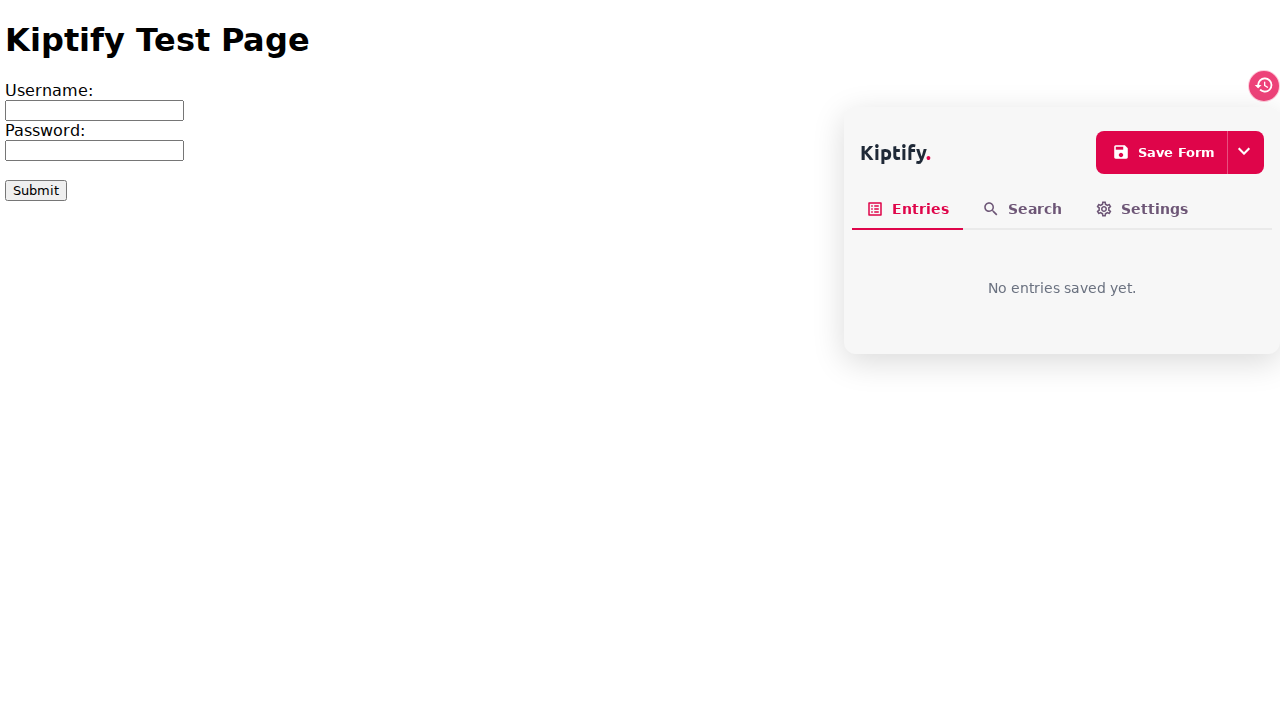 Kiptify Test Page
Username:
Password:
Submit
Kiptify.
Save Form
Entries
Search
Settings
No entries saved yet.